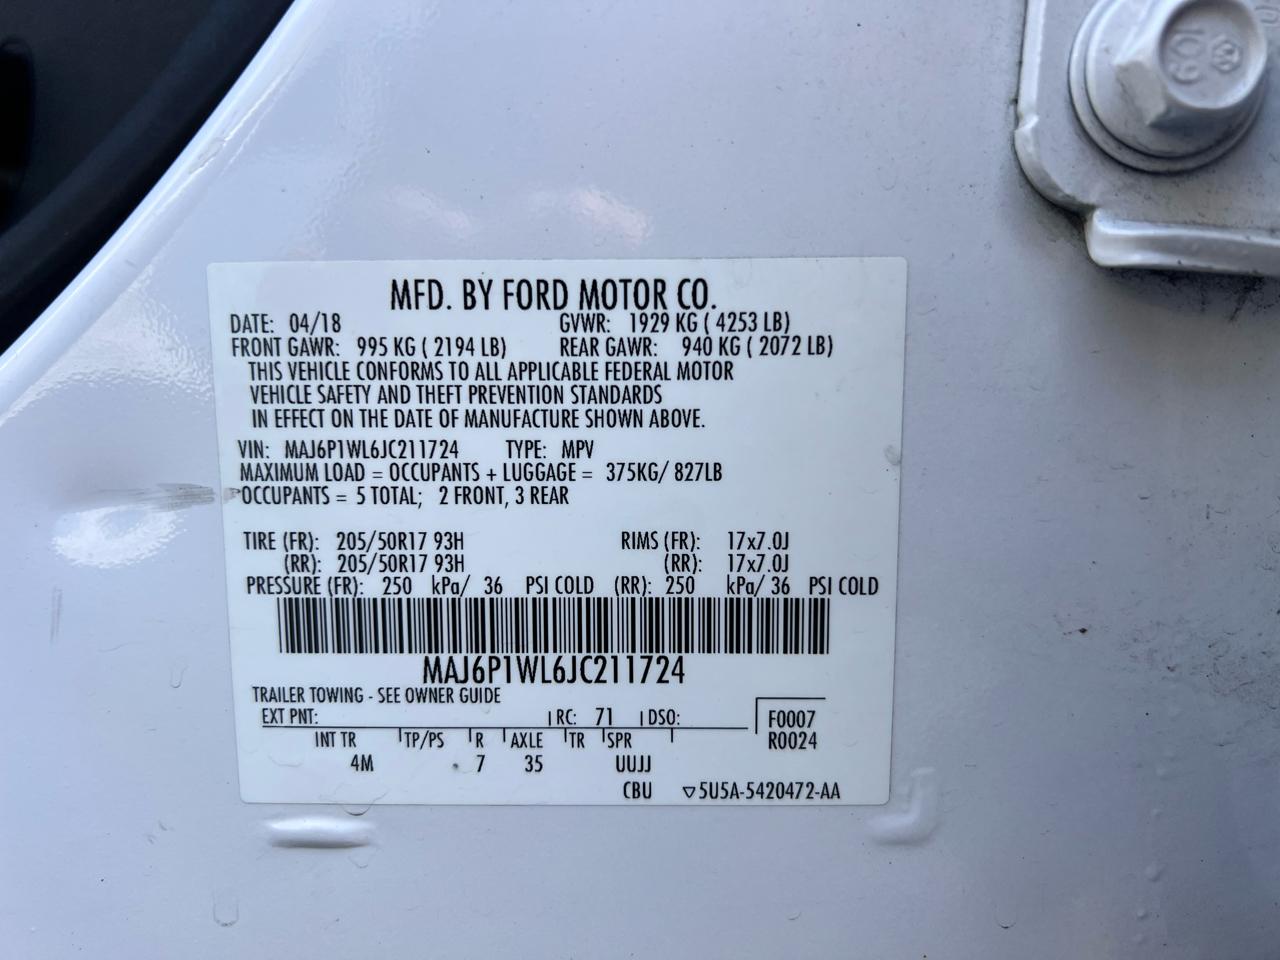 109
MFD. BY FORD MOTOR CO.
DATE: 04/18 GVWR: 1929 KG ( 4253 LB)
FRONT GAWR: 995 KG ( 2194 LB) REAR GAWR: 940 KG ( 2072 LB)
THIS VEHICLE CONFORMS TO ALL APPLICABLE FEDERAL MOTOR
VEHICLE SAFETY AND THEFT PREVENTION STANDARDS
IN EFFECT ON THE DATE OF MANUFACTURE SHOWN ABOVE.
VIN: MAJ6P1WL6JC211724 TYPE: MPV
MAXIMUM LOAD = OCCUPANTS + LUGGAGE = 375KG/ 827LB
OCCUPANTS = 5 TOTAL; 2 FRONT, 3 REAR
TIRE (FR): 205/50R17 93H RIMS (FR): 17x7.0J
(RR): 205/50R17 93H (RR): 17x7.0J
PRESSURE (FR): 250 kPa/ 36 PSI COLD (RR): 250 kPa/ 36 PSI COLD
MAJ6P1WL6JC211724
TRAILER TOWING - SEE OWNER GUIDE
EXT PNT: RC: 71 DSO: F0007
INT TR TP/PS R AXLE TR SPR R0024
4M 7 35 UUJJ
CBU ▽5U5A-5420472-AA